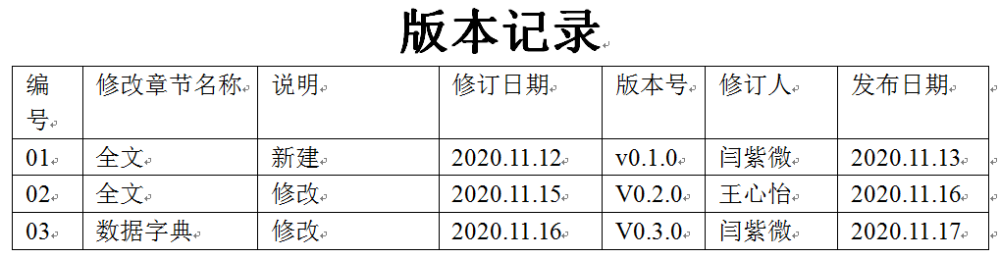 版本记录
编号 修改章节名称 说明 修订日期 版本号 修订人 发布日期
01 全文 新建 2020.11.12 v0.1.0 闫紫微 2020.11.13
02 全文 修改 2020.11.15 V0.2.0 王心怡 2020.11.16
03 数据字典 修改 2020.11.16 V0.3.0 闫紫微 2020.11.17